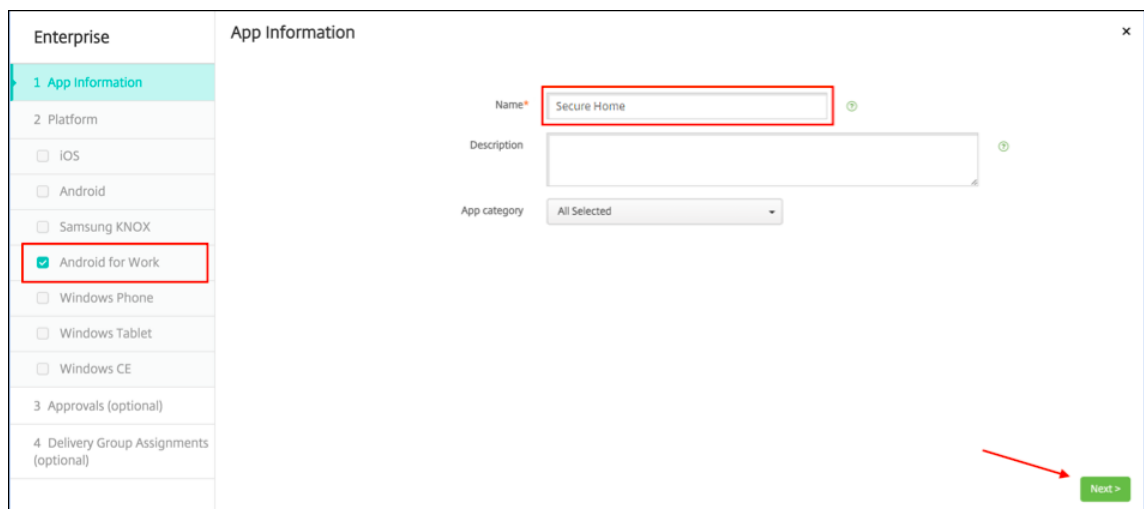 Enterprise
1 App Information
2 Platform
iOS
Android
Samsung KNOX
Android for Work
Windows Phone
Windows Tablet
Windows CE
3 Approvals (optional)
4 Delivery Group Assignments
(optional)
App Information
×
Name*
Secure Home
?
Description
?
App category
All Selected
Next >